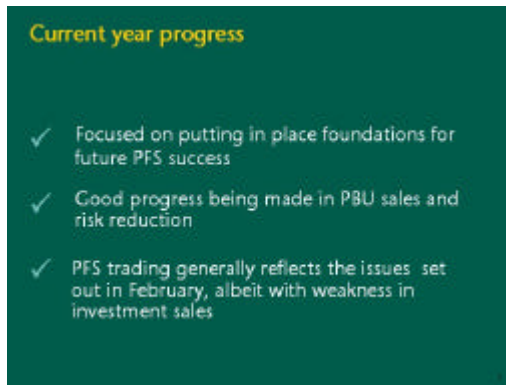 Current year progress
Focused on putting in place foundations for
future PFS success
Good progress being made in PBU sales and
risk reduction
PFS trading generally reflects the issues set
out in February, albeit with weakness in
investment sales